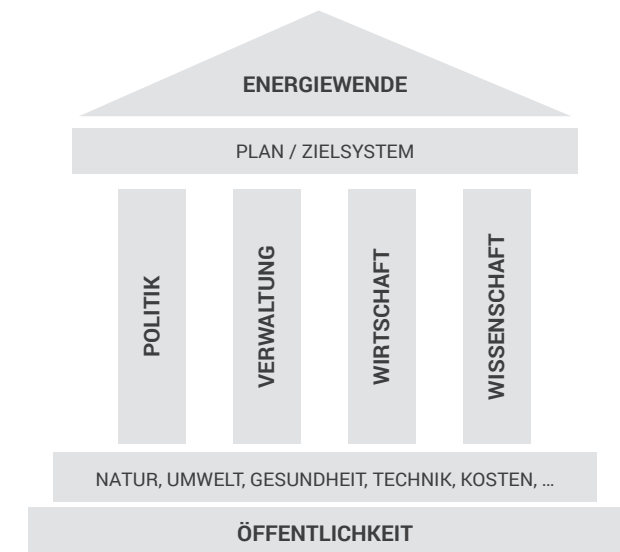 ENERGIEWENDE
PLAN / ZIELSYSTEM
POLITIK
VERWALTUNG
WIRTSCHAFT
WISSENSCHAFT
NATUR, UMWELT, GESUNDHEIT, TECHNIK, KOSTEN, ...
ÖFFENTLICHKEIT